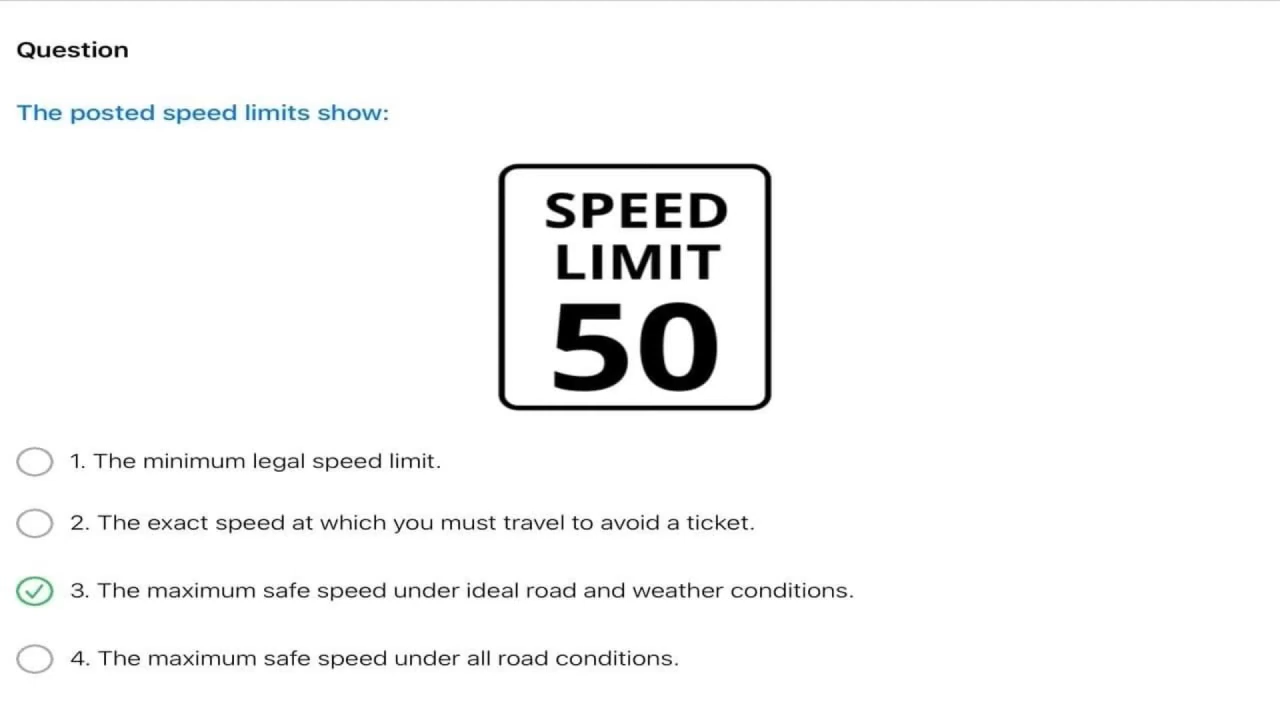 Question
The posted speed limits show:
SPEED
LIMIT
50
1. The minimum legal speed limit.
2. The exact speed at which you must travel to avoid a ticket.
3. The maximum safe speed under ideal road and weather conditions.
4. The maximum safe speed under all road conditions.